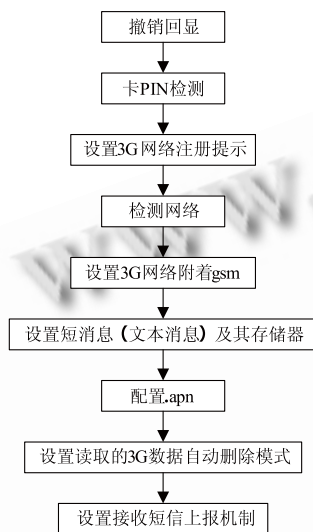 撤销回显
卡PIN检测
设置3G网络注册提示
检测网络
设置3G网络附着gsm
设置短消息（文本消息）及其存储器
配置.apn
设置读取的3G数据自动删除模式
设置接收短信上报机制
www.